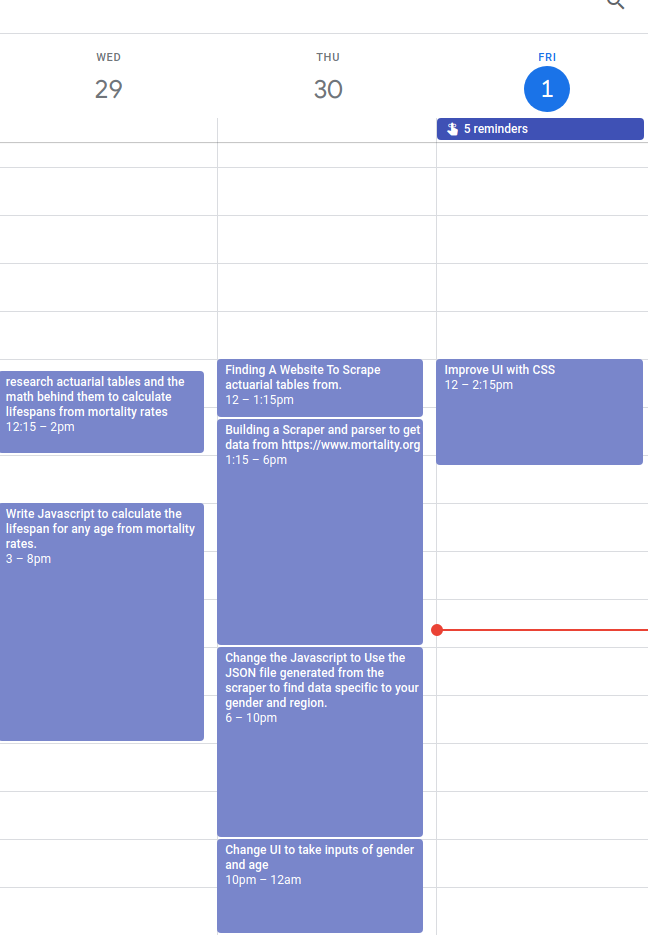 WED
29
THU
30
FRI
1
5 reminders
research actuarial tables and the
math behind them to calculate
lifespans from mortality rates
12:15 – 2pm
Write Javascript to calculate the
lifespan for any age from mortality
rates.
3 – 8pm
Finding A Website To Scrape
actuarial tables from.
12 – 1:15pm
Building a Scraper and parser to get
data from https://www.mortality.org
1:15 – 6pm
Change the Javascript to Use the
JSON file generated from the
scraper to find data specific to your
gender and region.
6 – 10pm
Change UI to take inputs of gender
and age
10pm – 12am
Improve UI with CSS
12 – 2:15pm